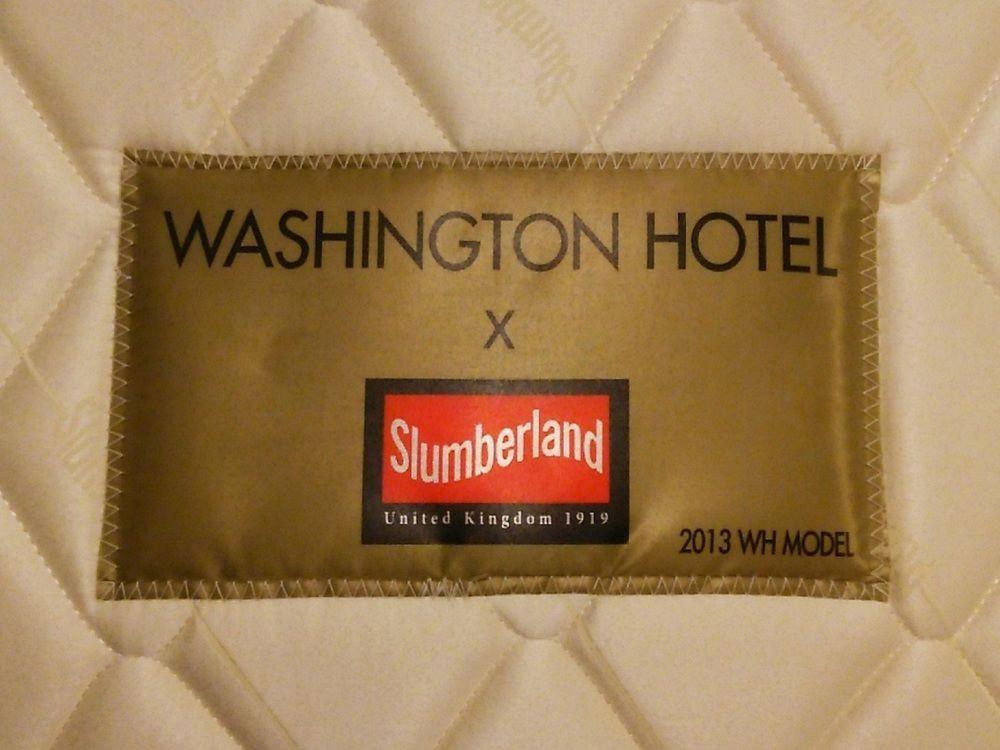 WASHINGTON HOTEL
X
Slumberland
United Kingdom 1919
2013 WH MODEL